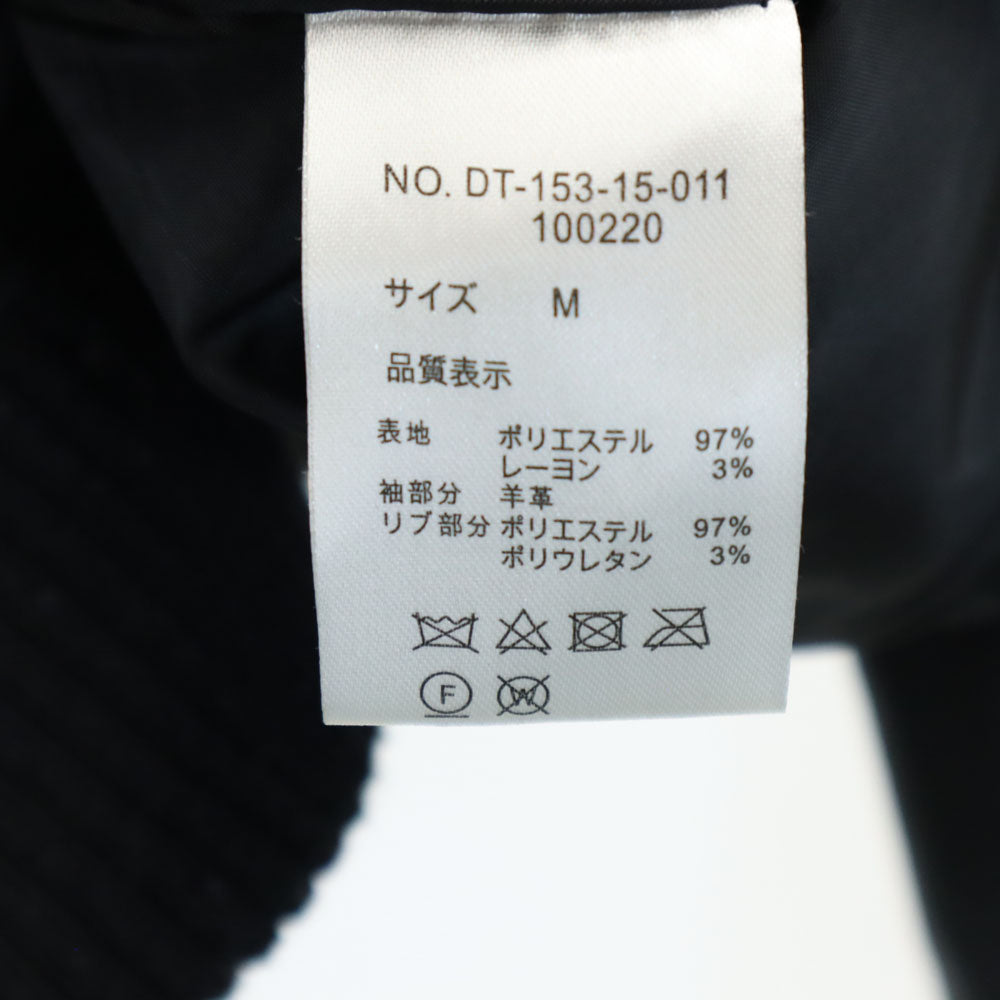 NO. DT-153-15-011
100220
サイズ M
品質表示
表地 ポリエステル 97%
レーヨン 3%
袖部分 羊革
リブ部分 ポリエステル 97%
ポリウレタン 3%
F W